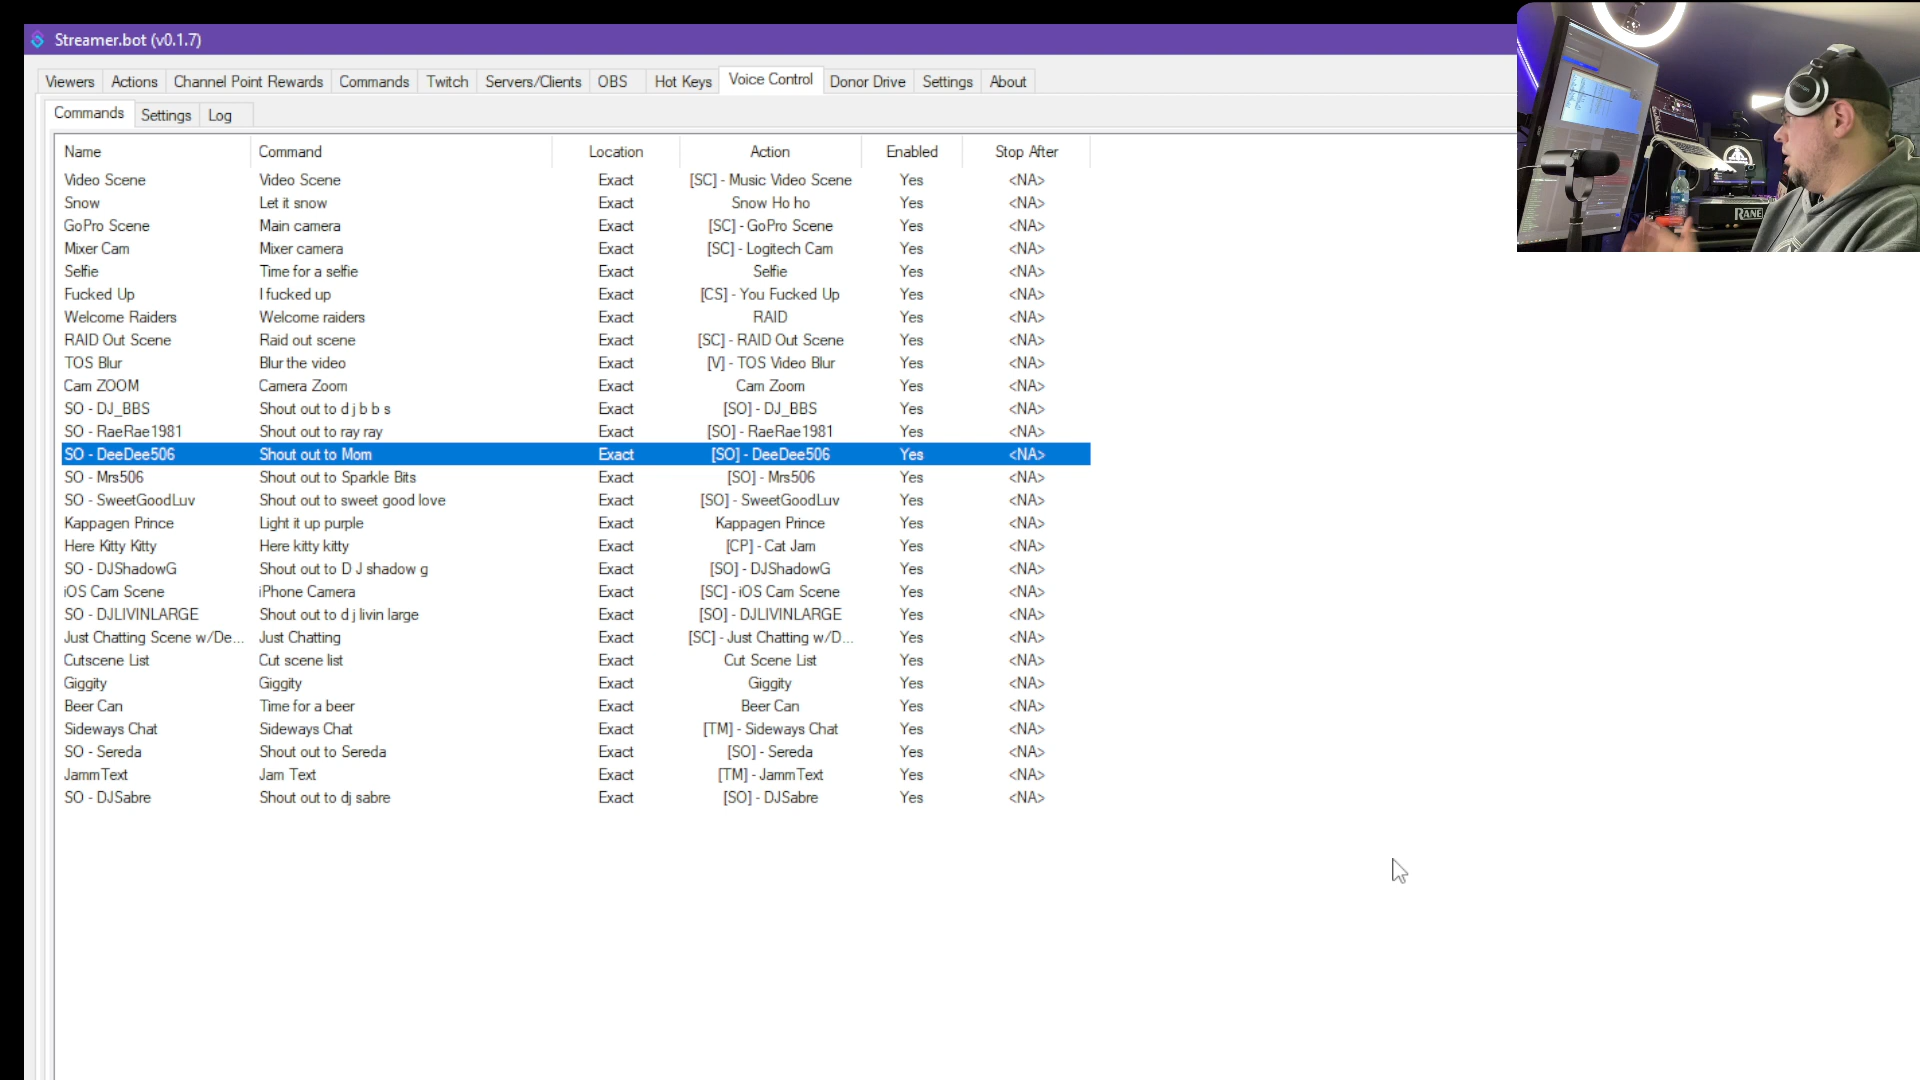 Streamer.bot (v0.1.7)
Viewers Actions Channel Point Rewards Commands Twitch Servers/Clients OBS Hot Keys Voice Control Donor Drive Settings About
Commands Settings Log
Name Command Location Action Enabled Stop After
Video Scene Video Scene Exact [SC] - Music Video Scene Yes <NA>
Snow Let it snow Exact Snow Ho ho Yes <NA>
GoPro Scene Main camera Exact [SC] - GoPro Scene Yes <NA>
Mixer Cam Mixer camera Exact [SC] - Logitech Cam Yes <NA>
Selfie Time for a selfie Exact Selfie Yes <NA>
Fucked Up I fucked up Exact [CS] - You Fucked Up Yes <NA>
Welcome Raiders Welcome raiders Exact RAID Yes <NA>
RAID Out Scene Raid out scene Exact [SC] - RAID Out Scene Yes <NA>
TOS Blur Blur the video Exact [V] - TOS Video Blur Yes <NA>
Cam ZOOM Camera Zoom Exact Cam Zoom Yes <NA>
SO - DJ_BBS Shout out to d j b b s Exact [SO] - DJ_BBS Yes <NA>
SO - RaeRae1981 Shout out to ray ray Exact [SO] - RaeRae1981 Yes <NA>
SO - DeeDee506 Shout out to Mom Exact [SO] - DeeDee506 Yes <NA>
SO - Mrs506 Shout out to Sparkle Bits Exact [SO] - Mrs506 Yes <NA>
SO - SweetGoodLuv Shout out to sweet good love Exact [SO] - SweetGoodLuv Yes <NA>
Kappagen Prince Light it up purple Exact Kappagen Prince Yes <NA>
Here Kitty Kitty Here kitty kitty Exact [CP] - Cat Jam Yes <NA>
SO - DJShadowG Shout out to D J shadow g Exact [SO] - DJShadowG Yes <NA>
iOS Cam Scene iPhone Camera Exact [SC] - iOS Cam Scene Yes <NA>
SO - DJLIVINLARGE Shout out to d j livin large Exact [SO] - DJLIVINLARGE Yes <NA>
Just Chatting Scene w/De... Just Chatting Exact [SC] - Just Chatting w/D... Yes <NA>
Cutscene List Cut scene list Exact Cut Scene List Yes <NA>
Giggity Giggity Exact Giggity Yes <NA>
Beer Can Time for a beer Exact Beer Can Yes <NA>
Sideways Chat Sideways Chat Exact [TM] - Sideways Chat Yes <NA>
SO - Sereda Shout out to Sereda Exact [SO] - Sereda Yes <NA>
JammText Jam Text Exact [TM] - JammText Yes <NA>
SO - DJSabre Shout out to dj sabre Exact [SO] - DJSabre Yes <NA>
RANE